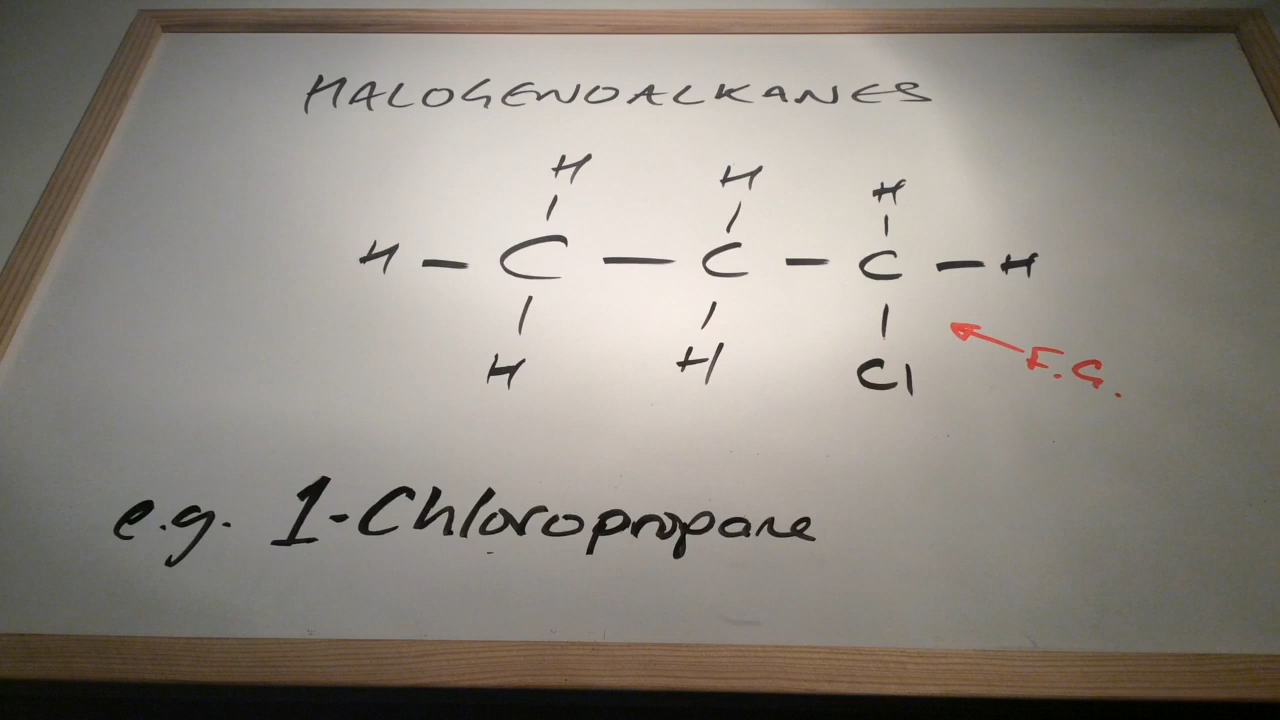 HALOGENOALKANES
H H H
H – C – C – C – H
H H Cl
F.G.
e.g. 1-Chloropropane